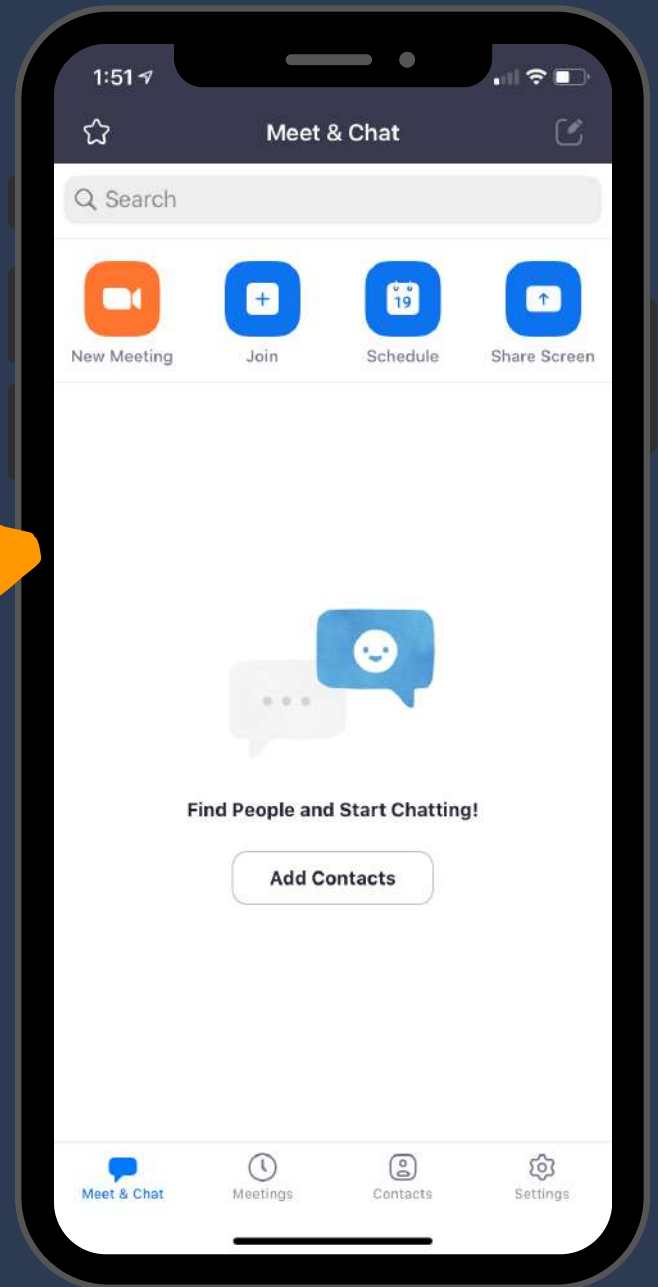 1:51
Meet & Chat
Search
19
New Meeting
Join
Schedule
Share Screen
Find People and Start Chatting!
Add Contacts
Meet & Chat
Meetings
Contacts
Settings